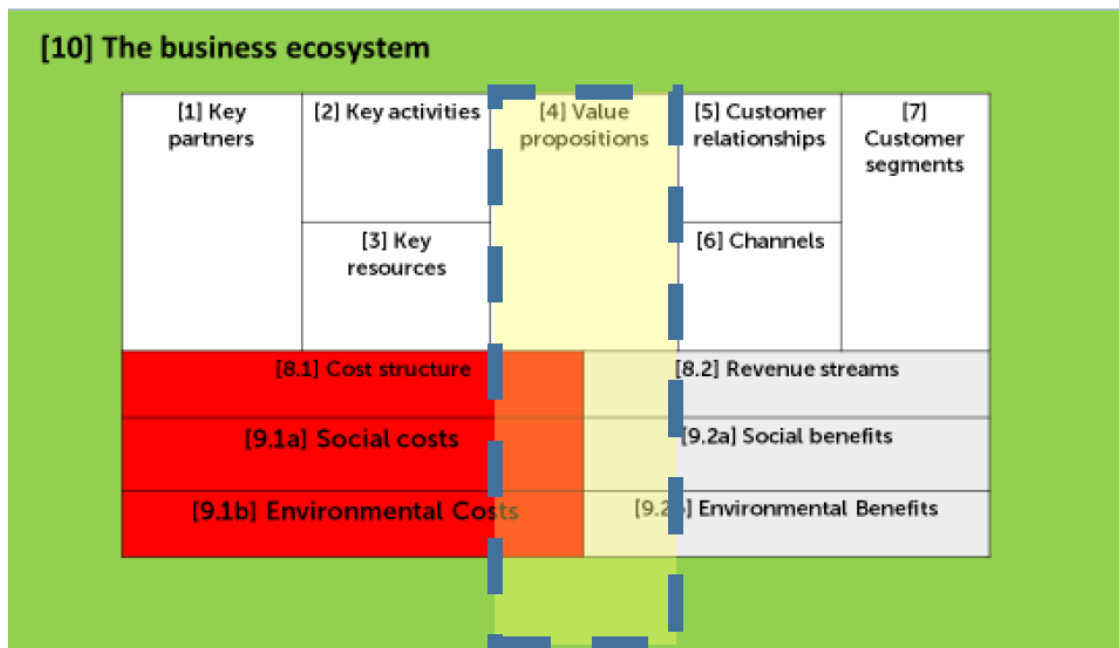 [10] The business ecosystem
[1] Key
partners
[2] Key activities
[3] Key
resources
[4] Value
propositions
[5] Customer
relationships
[6] Channels
[7]
Customer
segments
[8.1] Cost structure
[8.2] Revenue streams
[9.1a] Social costs
[9.2a] Social benefits
[9.1b] Environmental Costs
[9.2b] Environmental Benefits